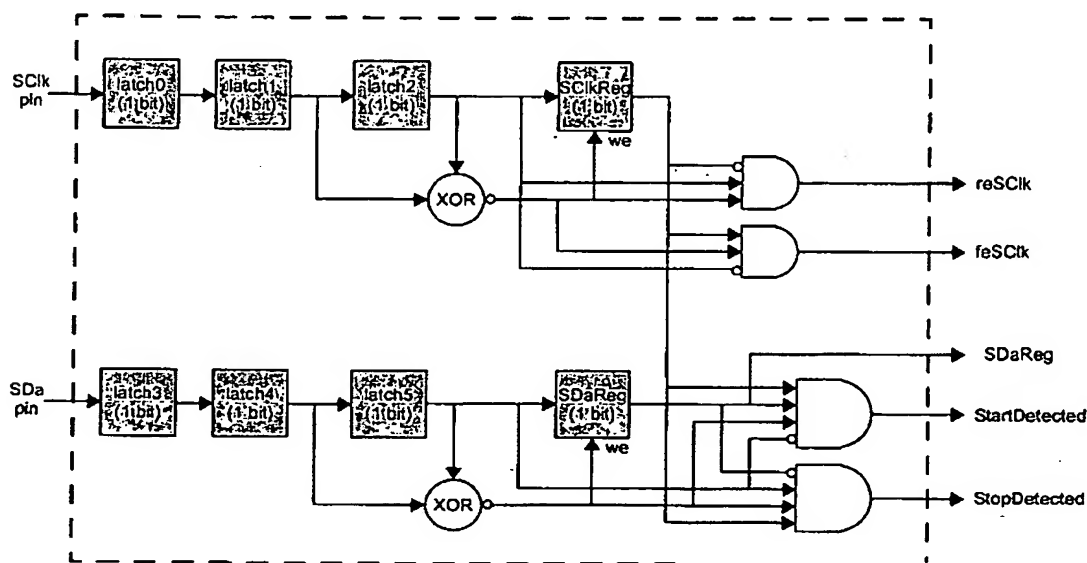 SClk
pin
latch0
(1 bit)
latch1
(1 bit)
latch2
(1 bit)
SClkReg
(1 bit)
we
XOR
reSClk
feSClk
SDa
pin
latch3
(1 bit)
latch4
(1 bit)
latch5
(1 bit)
SDaReg
(1 bit)
we
XOR
SDaReg
StartDetected
StopDetected